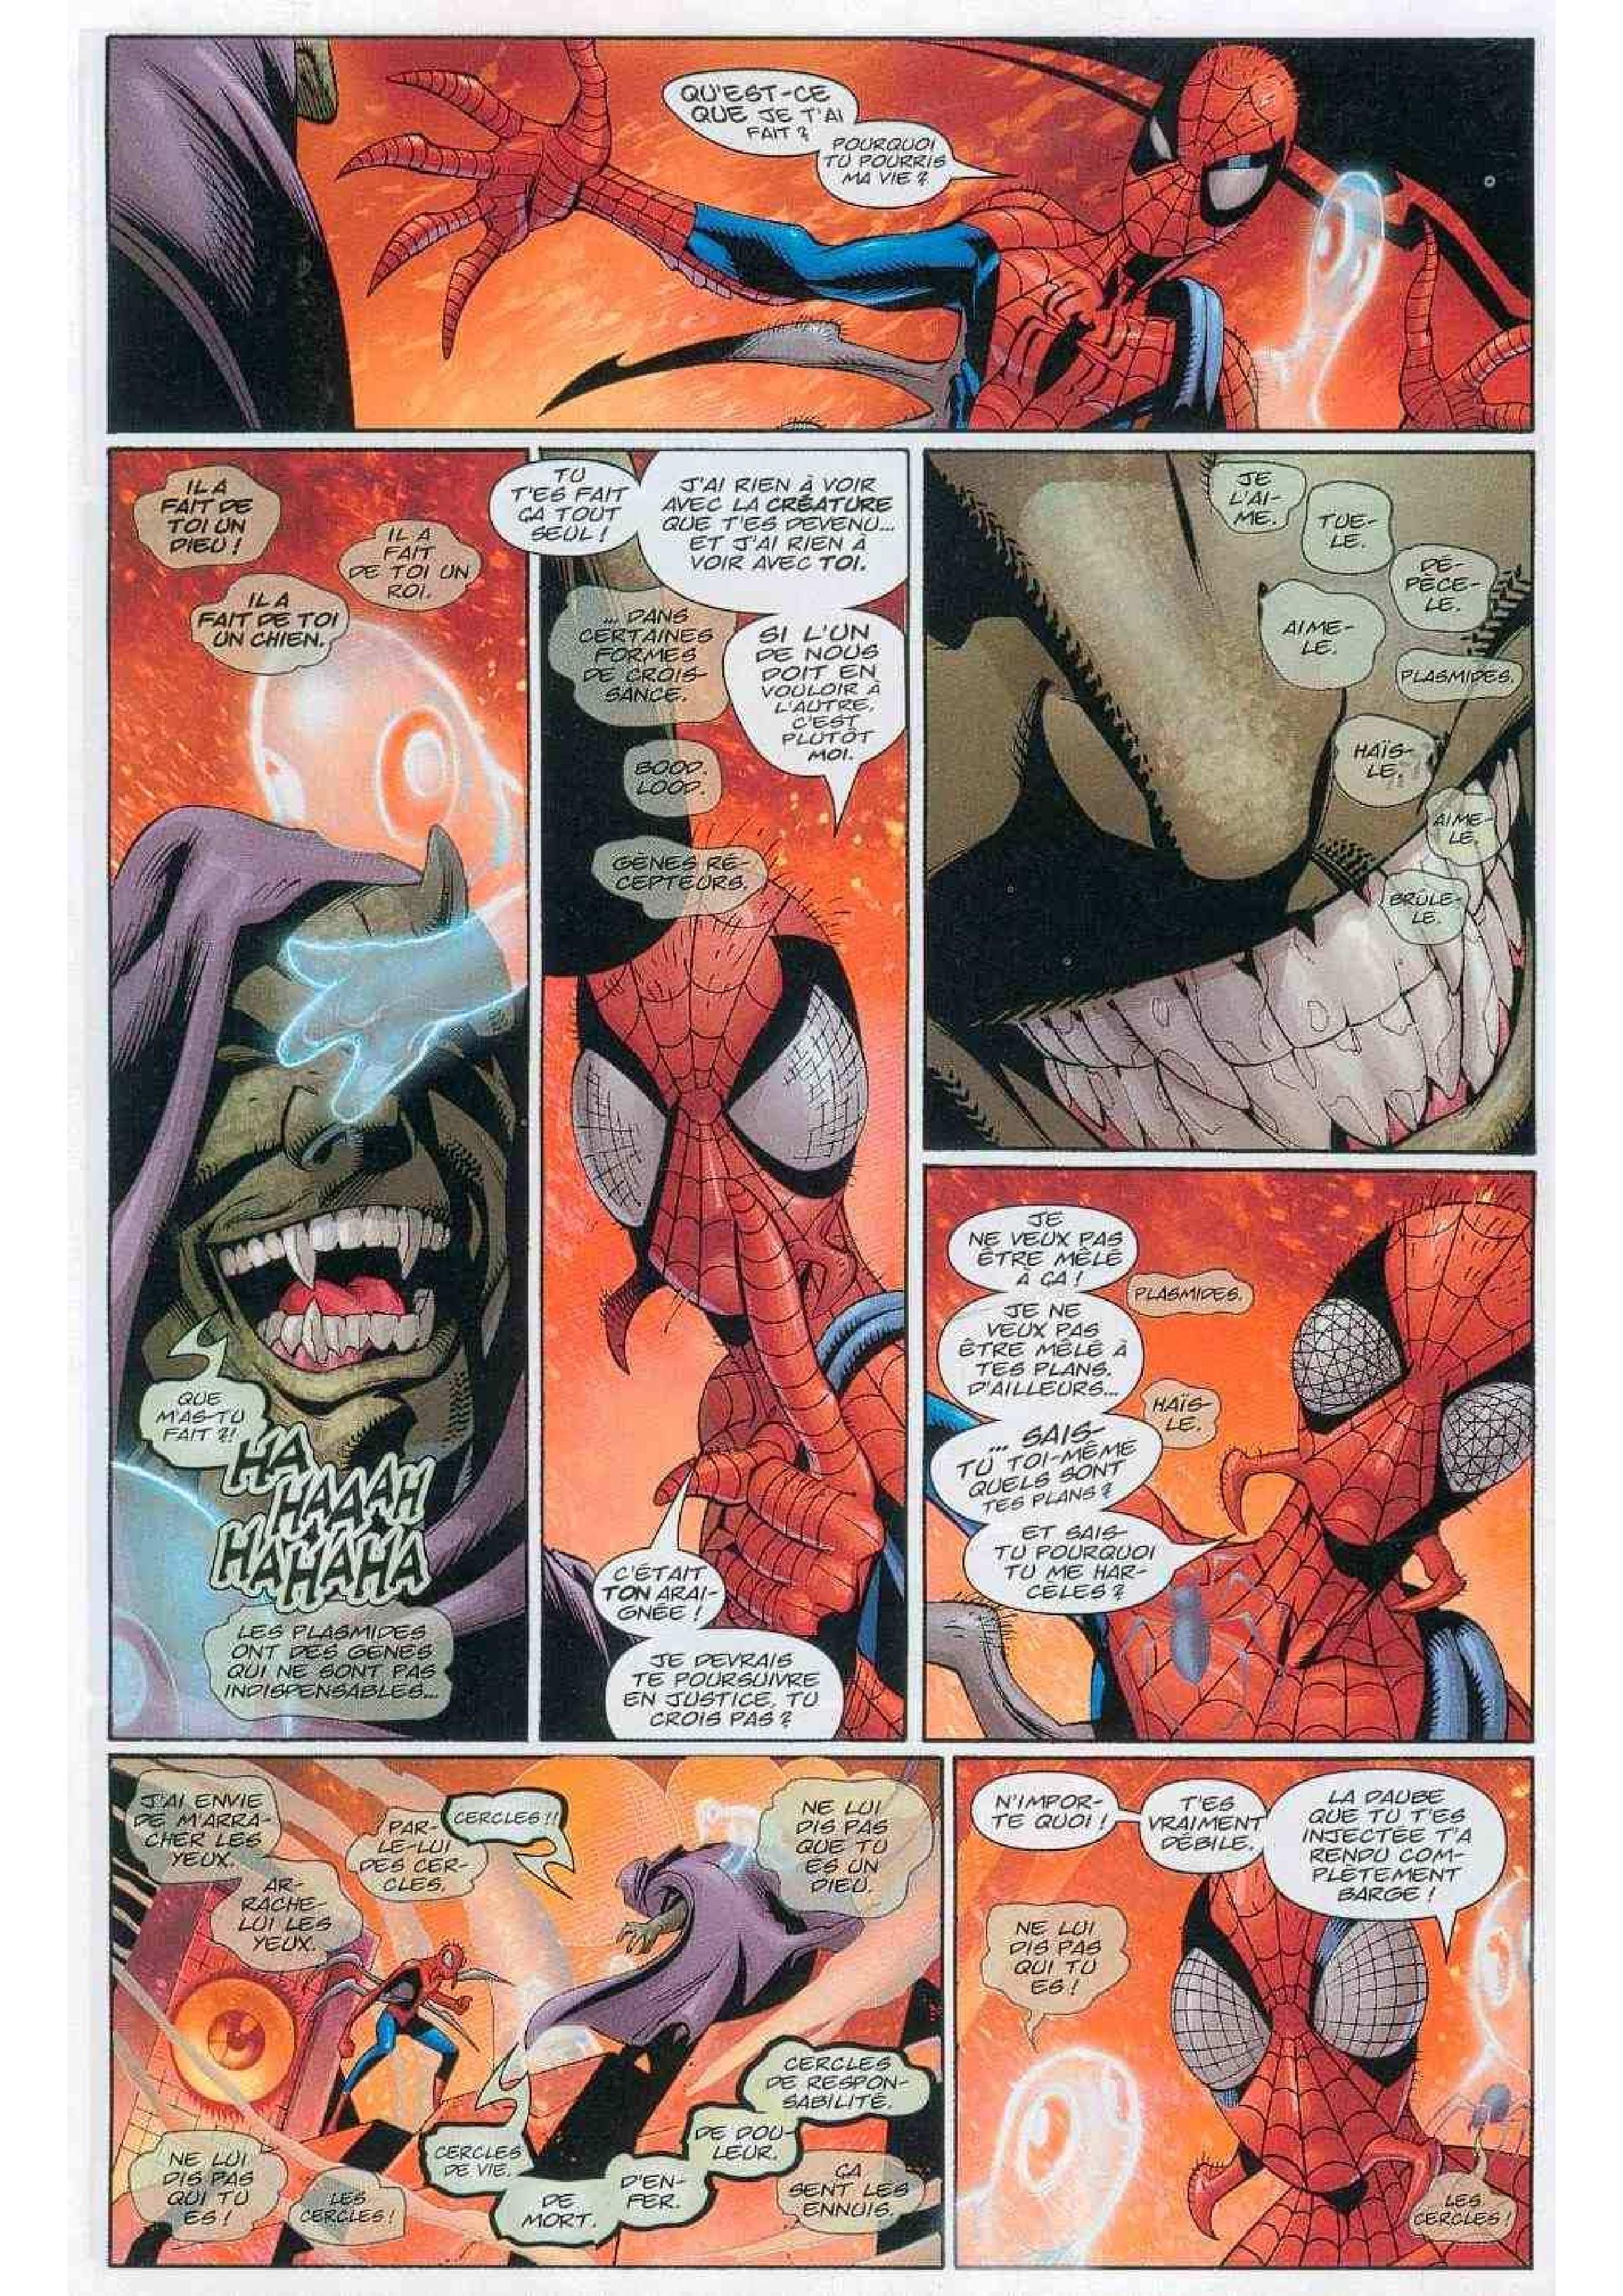 QU'EST-CE
QUE JE T'AI
FAIT ?
POURQUOI
TU POURRIS
MA VIE ?
IL A
FAIT DE
TOI UN
DIEU !
IL A
FAIT
DE TOI UN
ROI.
IL A
FAIT DE TOI
UN CHIEN.
QUE
M'AS-TU
FAIT ?!
HA
HAAAH
HAHAHA
LES PLASMIDES
ONT DES GÈNES
QUI NE SONT PAS
INDISPENSABLES...
TU
T'ES FAIT
ÇA TOUT
SEUL !
J'AI RIEN À VOIR
AVEC LA CRÉATURE
QUE T'ES DEVENU...
ET J'AI RIEN À
VOIR AVEC TOI.
... DANS
CERTAINES
FORMES
DE CROIS-
SANCE.
SI L'UN
DE NOUS
DOIT EN
VOULOIR À
L'AUTRE,
C'EST
PLUTÔT
MOI.
BOOP.
LOOP.
GÈNES RÉ-
CEPTEURS.
C'ÉTAIT
TON ARAI-
GNÉE !
JE DEVRAIS
TE POURSUIVRE
EN JUSTICE, TU
CROIS PAS ?
JE
L'AI-
ME.
TUE-
LE.
DÉ-
PÈCE-
LE.
AIME-
LE.
PLASMIDES.
HAÏS-
LE.
AIME-
LE.
BRÛLE-
LE.
JE
NE VEUX PAS
ÊTRE MÊLÉ
À ÇA !
PLASMIDES.
JE NE
VEUX PAS
ÊTRE MÊLÉ À
TES PLANS.
D'AILLEURS...
HAÏS-
LE.
... SAIS-
TU TOI-MÊME
QUELS SONT
TES PLANS ?
ET SAIS-
TU POURQUOI
TU ME HAR-
CÈLES ?
J'AI ENVIE
DE M'ARRA-
CHER LES
YEUX.
AR-
RACHE-
LUI LES
YEUX.
PAR-
LE-LUI
DES CER-
CLES.
CERCLES !!
NE LUI
DIS PAS
QUE TU
ES UN
DIEU.
NE LUI
DIS PAS
QUI TU
ES !
LES
CERCLES !
CERCLES
DE VIE.
DE
MORT.
D'EN-
FER.
DE DOU-
LEUR.
CERCLES
DE RESPON-
SABILITÉ.
ÇA
SENT LES
ENNUIS.
N'IMPOR-
TE QUOI !
T'ES
VRAIMENT
DÉBILE.
LA DAUBE
QUE TU T'ES
INJECTÉE T'A
RENDU COM-
PLÈTEMENT
BARGE !
NE LUI
DIS PAS
QUI TU
ES !
LES
CERCLES !